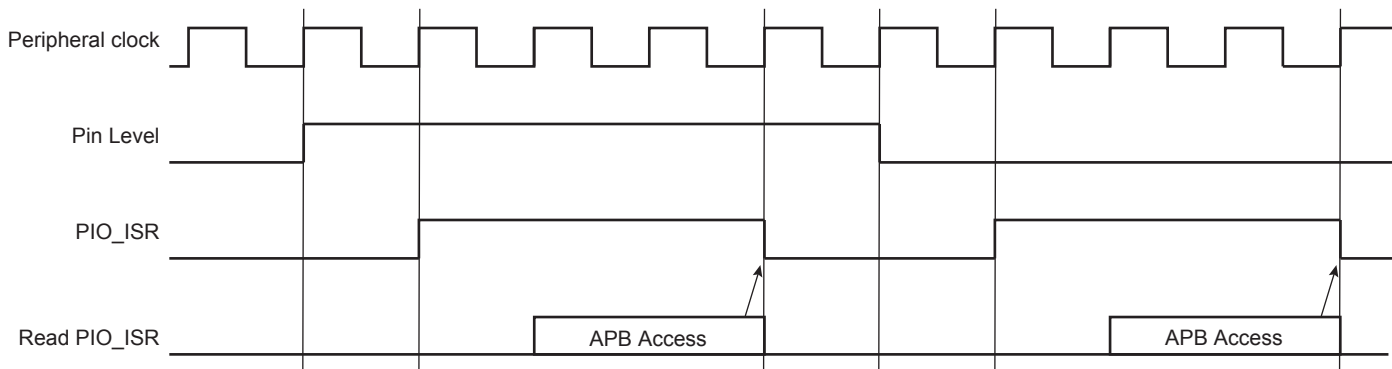 Peripheral clock
Pin Level
PIO_ISR
Read PIO_ISR
APB Access
APB Access